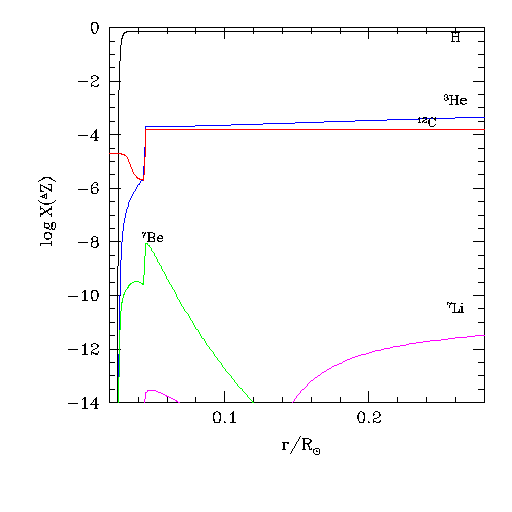 0
H
−2
³He
−4
¹²C
−6
log X(ᴬZ)
−8
⁷Be
−10
⁷Li
−12
−14
0.1
0.2
r/R☉